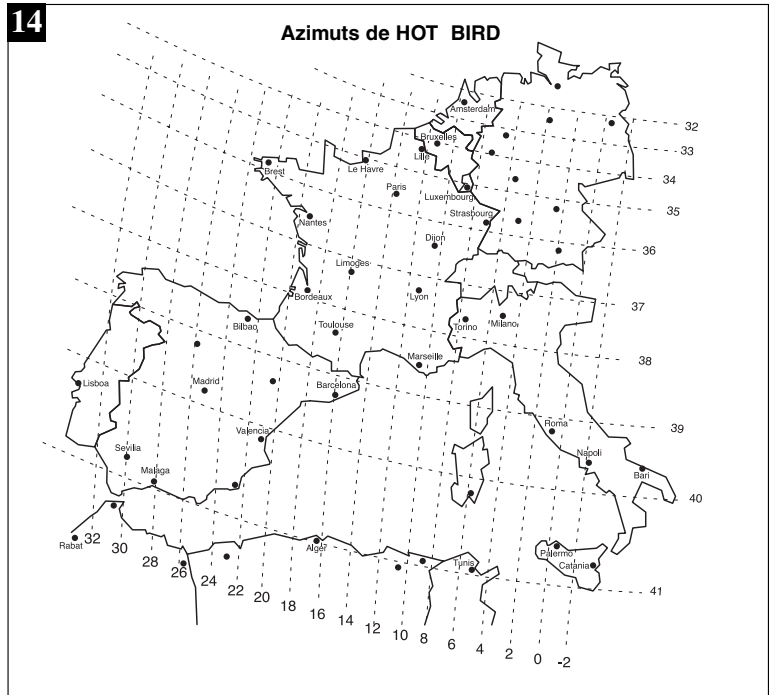 14
Azimuts de HOT BIRD
Amsterdam
32
Bruxelles
33
Lille
Brest
Le Havre
34
Paris
Luxembourg
35
Strasbourg
Nantes
Dijon
36
Limoges
Bordeaux
Lyon
37
Bilbao
Toulouse
Torino
Milano
Marseille
38
Lisboa
Madrid
Barcelona
Valencia
Roma
39
Sevilla
Napoli
Malaga
Bari
40
Rabat
32
30
28
26
24
22
20
18
16
14
12
10
8
6
4
2
0
-2
Alger
Tunis
Palermo
Catania
41